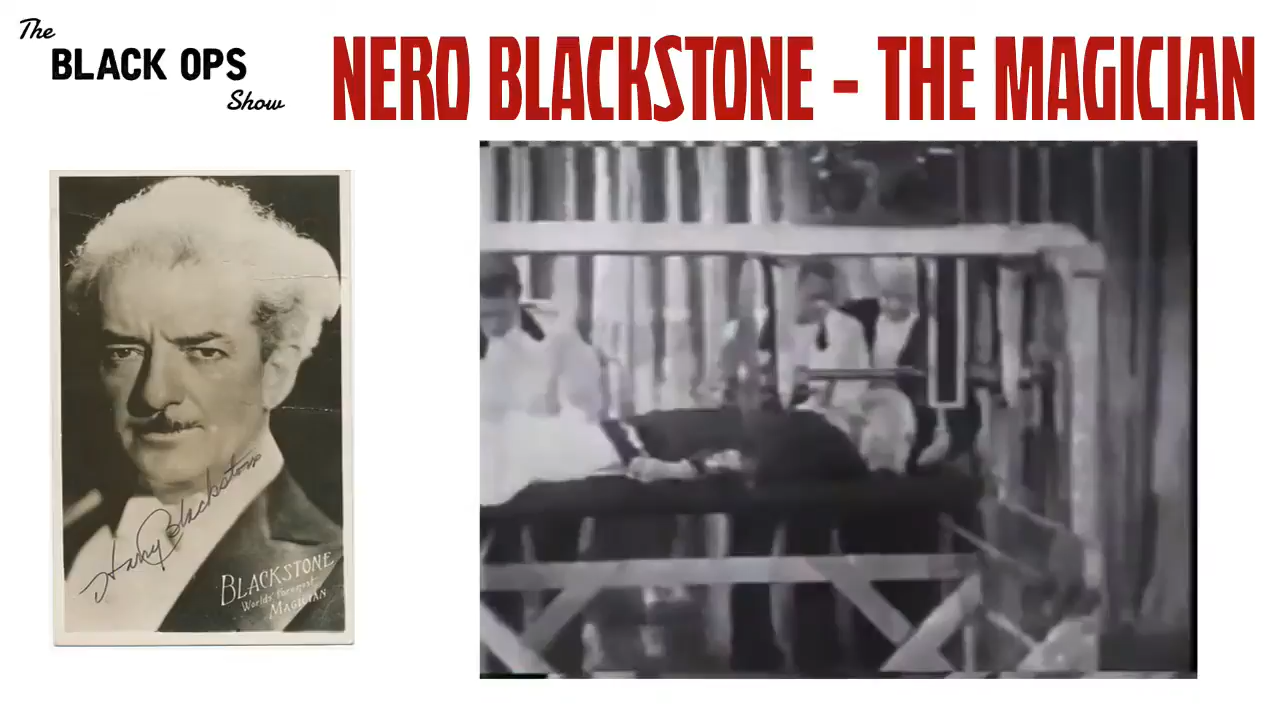 The
BLACK OPS
Show
NERO BLACKSTONE - THE MAGICIAN
Harry Blackstone
BLACKSTONE
World's foremost
MAGICIAN